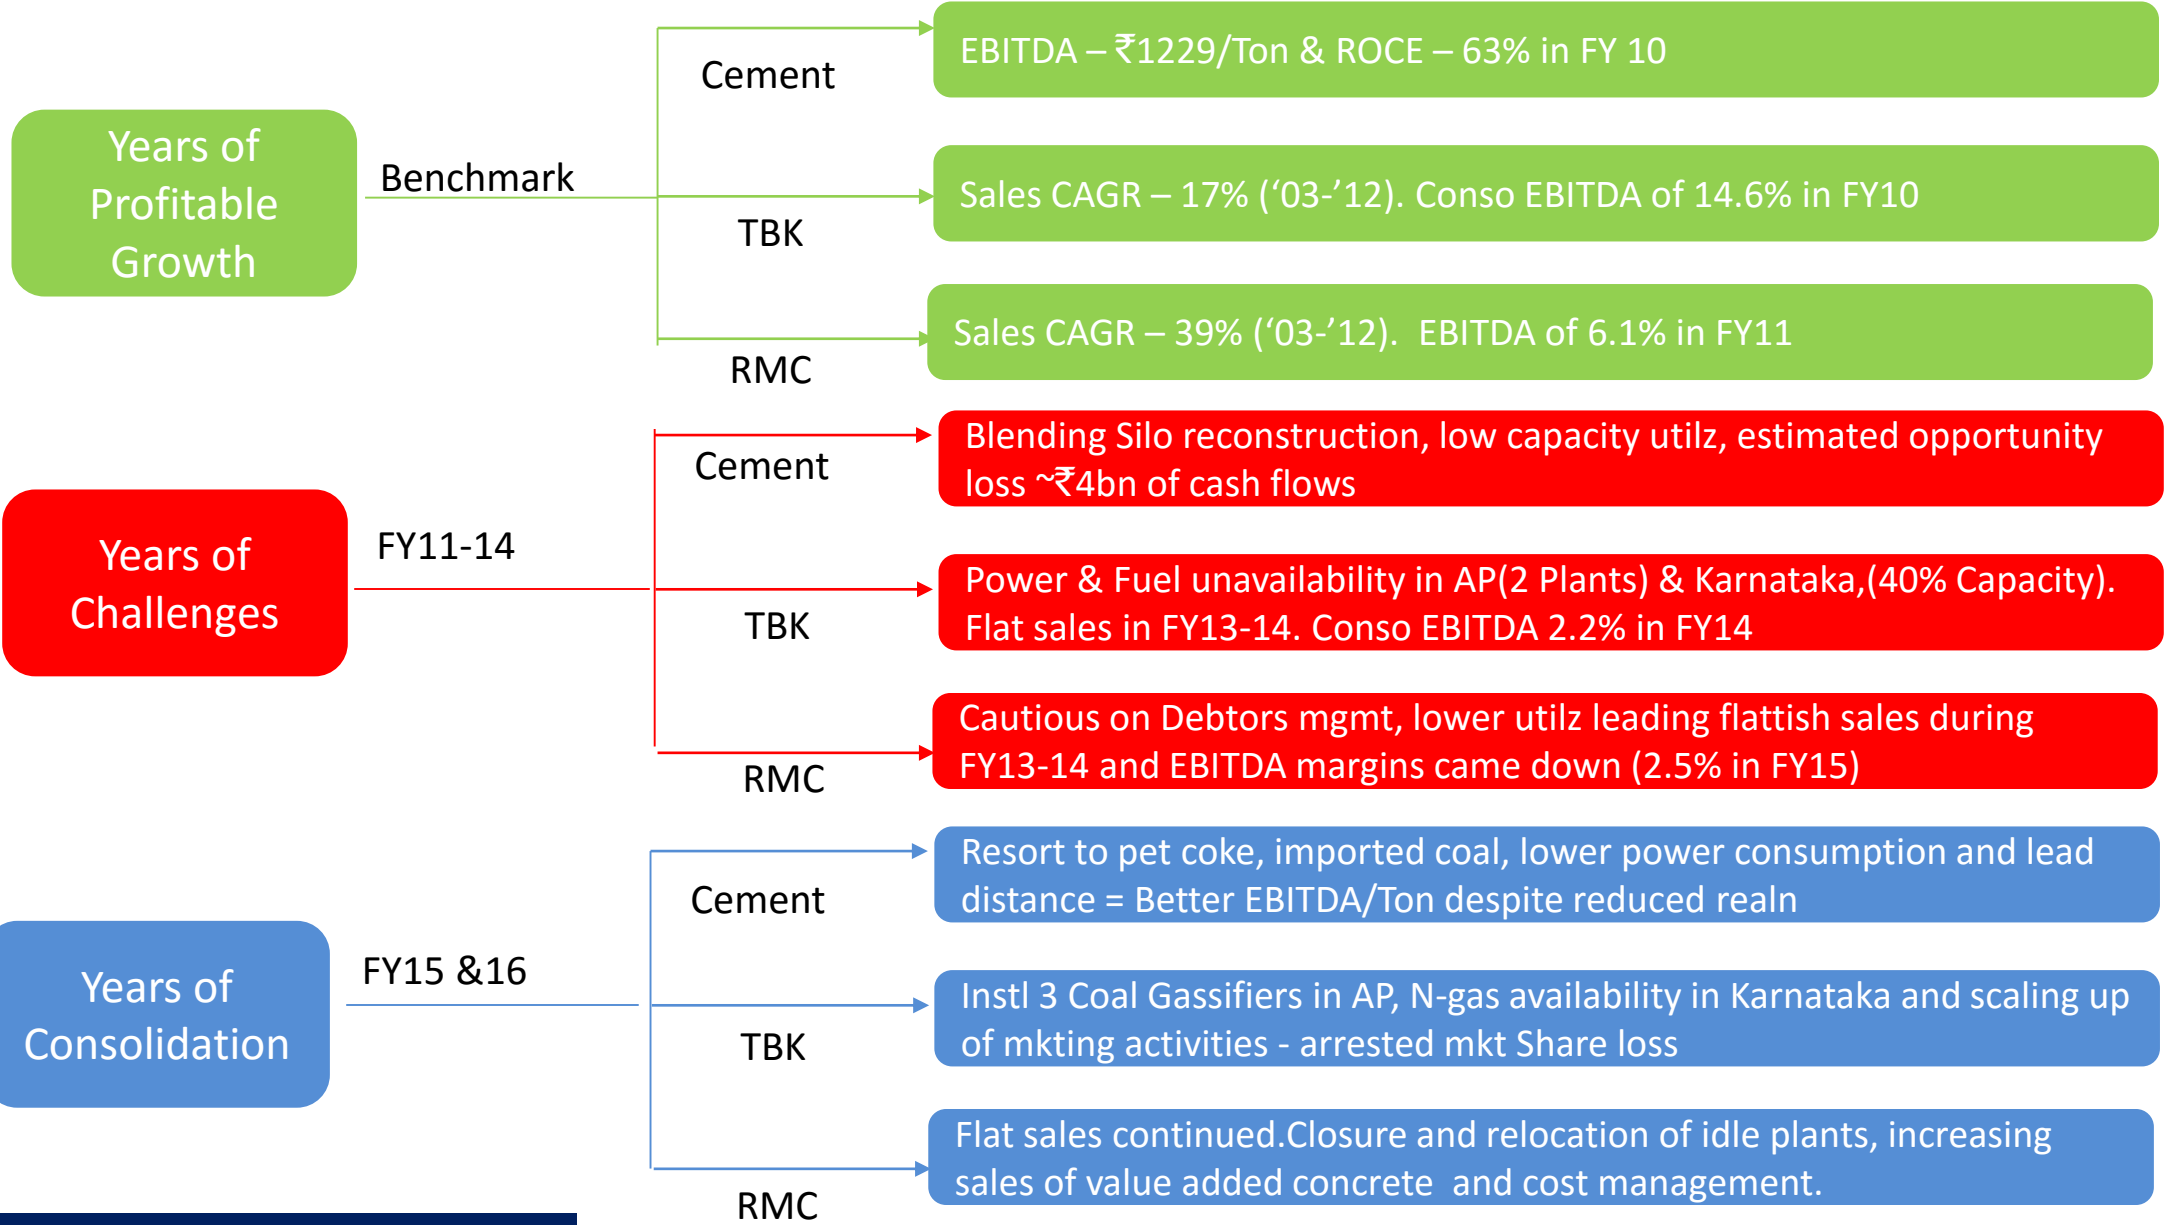 Years of
Profitable
Growth
Benchmark
Cement
EBITDA – ₹1229/Ton & ROCE – 63% in FY 10
TBK
Sales CAGR – 17% (‘03-’12). Conso EBITDA of 14.6% in FY10
RMC
Sales CAGR – 39% (‘03-’12).  EBITDA of 6.1% in FY11
Years of
Challenges
FY11-14
Cement
Blending Silo reconstruction, low capacity utilz, estimated opportunity
loss ~₹4bn of cash flows
TBK
Power & Fuel unavailability in AP(2 Plants) & Karnataka,(40% Capacity).
Flat sales in FY13-14. Conso EBITDA 2.2% in FY14
RMC
Cautious on Debtors mgmt, lower utilz leading flattish sales during
FY13-14 and EBITDA margins came down (2.5% in FY15)
Years of
Consolidation
FY15 &16
Cement
Resort to pet coke, imported coal, lower power consumption and lead
distance = Better EBITDA/Ton despite reduced realn
TBK
Instl 3 Coal Gassifiers in AP, N-gas availability in Karnataka and scaling up
of mkting activities - arrested mkt Share loss
RMC
Flat sales continued.Closure and relocation of idle plants, increasing
sales of value added concrete  and cost management.